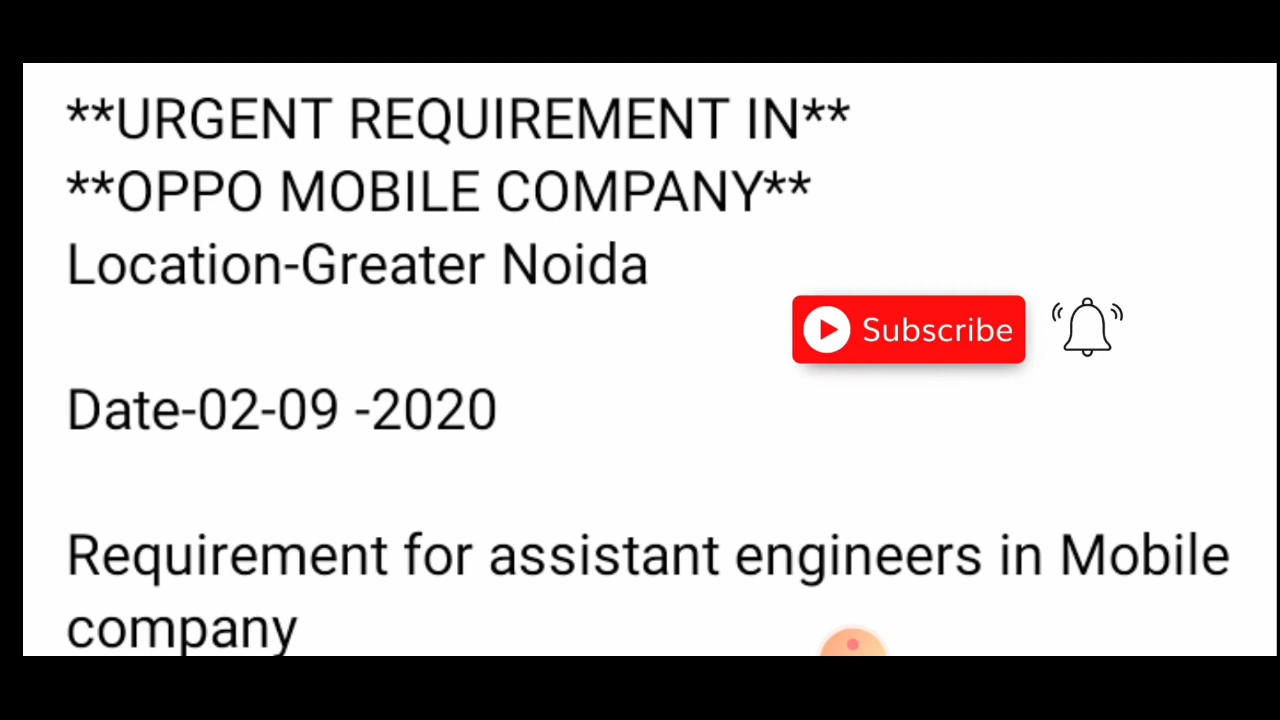 **URGENT REQUIREMENT IN**
**OPPO MOBILE COMPANY**
Location-Greater Noida
Subscribe
Date-02-09 -2020
Requirement for assistant engineers in Mobile
company